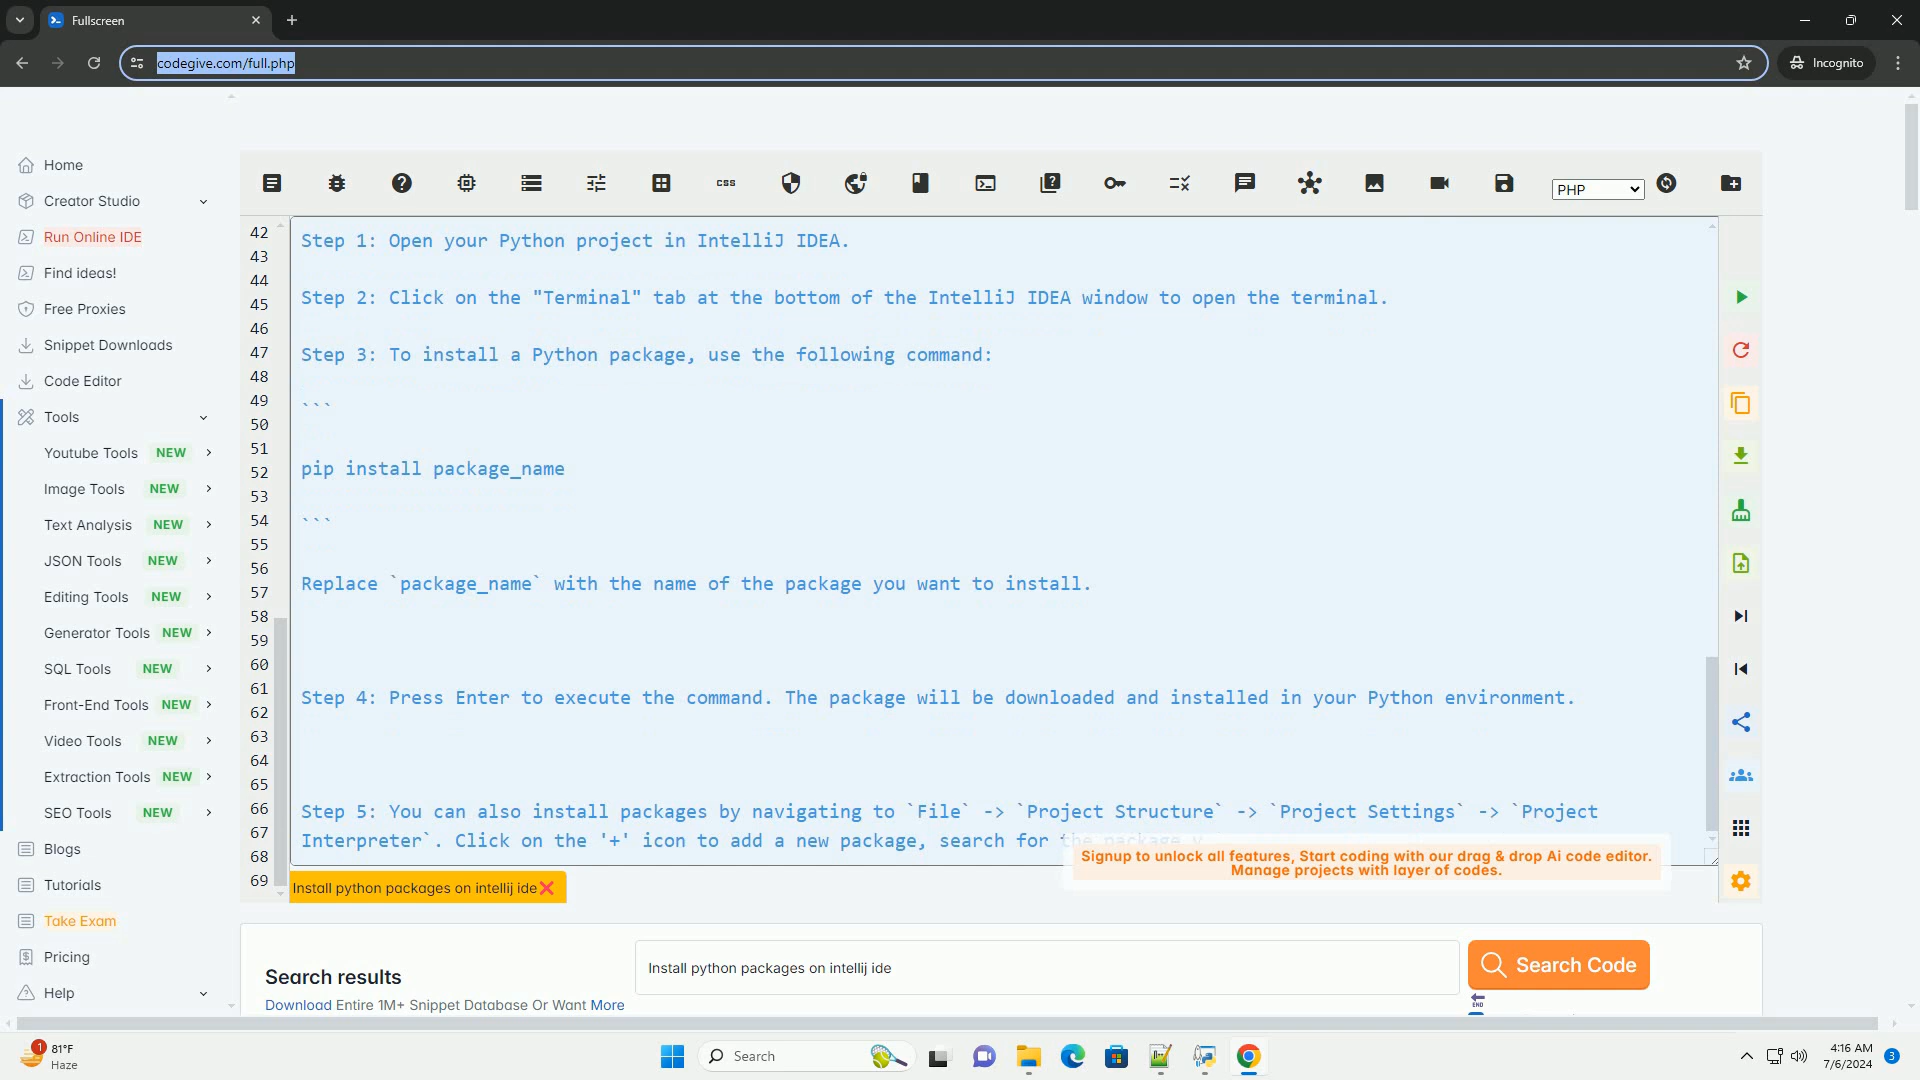 Fullscreen
codegive.com/full.php
Incognito
Home
Creator Studio
Run Online IDE
Find ideas!
Free Proxies
Snippet Downloads
Code Editor
Tools
Youtube Tools NEW
Image Tools NEW
Text Analysis NEW
JSON Tools NEW
Editing Tools NEW
Generator Tools NEW
SQL Tools NEW
Front-End Tools NEW
Video Tools NEW
Extraction Tools NEW
SEO Tools NEW
Blogs
Tutorials
Take Exam
Pricing
Help
css
PHP
42
43
44
45
46
47
48
49
50
51
52
53
54
55
56
57
58
59
60
61
62
63
64
65
66
67
68
69
Step 1: Open your Python project in IntelliJ IDEA.
Step 2: Click on the "Terminal" tab at the bottom of the IntelliJ IDEA window to open the terminal.
Step 3: To install a Python package, use the following command:
```
pip install package_name
```
Replace `package_name` with the name of the package you want to install.
Step 4: Press Enter to execute the command. The package will be downloaded and installed in your Python environment.
Step 5: You can also install packages by navigating to `File` -> `Project Structure` -> `Project Settings` -> `Project
Interpreter`. Click on the '+' icon to add a new package, search for the package y
Signup to unlock all features, Start coding with our drag & drop Ai code editor.
Manage projects with layer of codes.
Install python packages on intellij ide
Search results
Download Entire 1M+ Snippet Database Or Want More
Install python packages on intellij ide
Search Code
END
1
81°F
Haze
Search
4:16 AM
7/6/2024
3